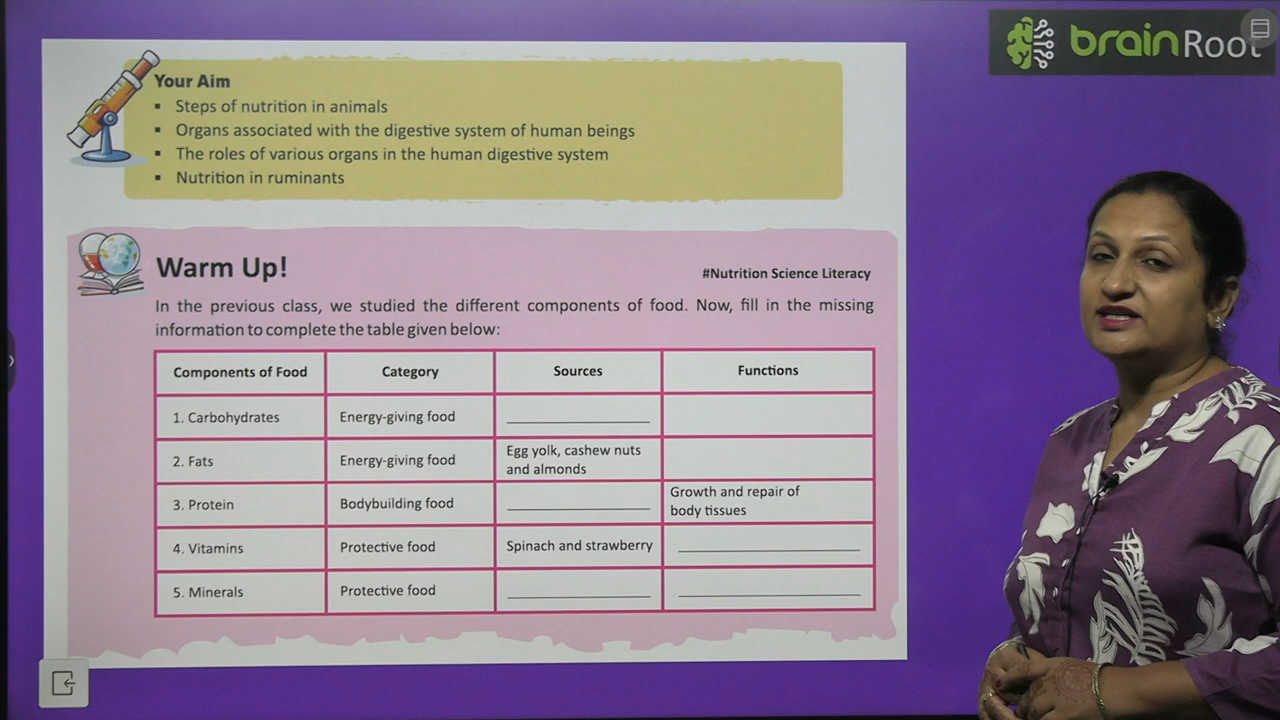 brainRoot
Your Aim
▪ Steps of nutrition in animals
▪ Organs associated with the digestive system of human beings
▪ The roles of various organs in the human digestive system
▪ Nutrition in ruminants
Warm Up!
#Nutrition Science Literacy
In the previous class, we studied the different components of food. Now, fill in the missing
information to complete the table given below:
Components of Food Category Sources Functions
1. Carbohydrates Energy-giving food
2. Fats Energy-giving food Egg yolk, cashew nuts
and almonds
3. Protein Bodybuilding food Growth and repair of
body tissues
4. Vitamins Protective food Spinach and strawberry
5. Minerals Protective food